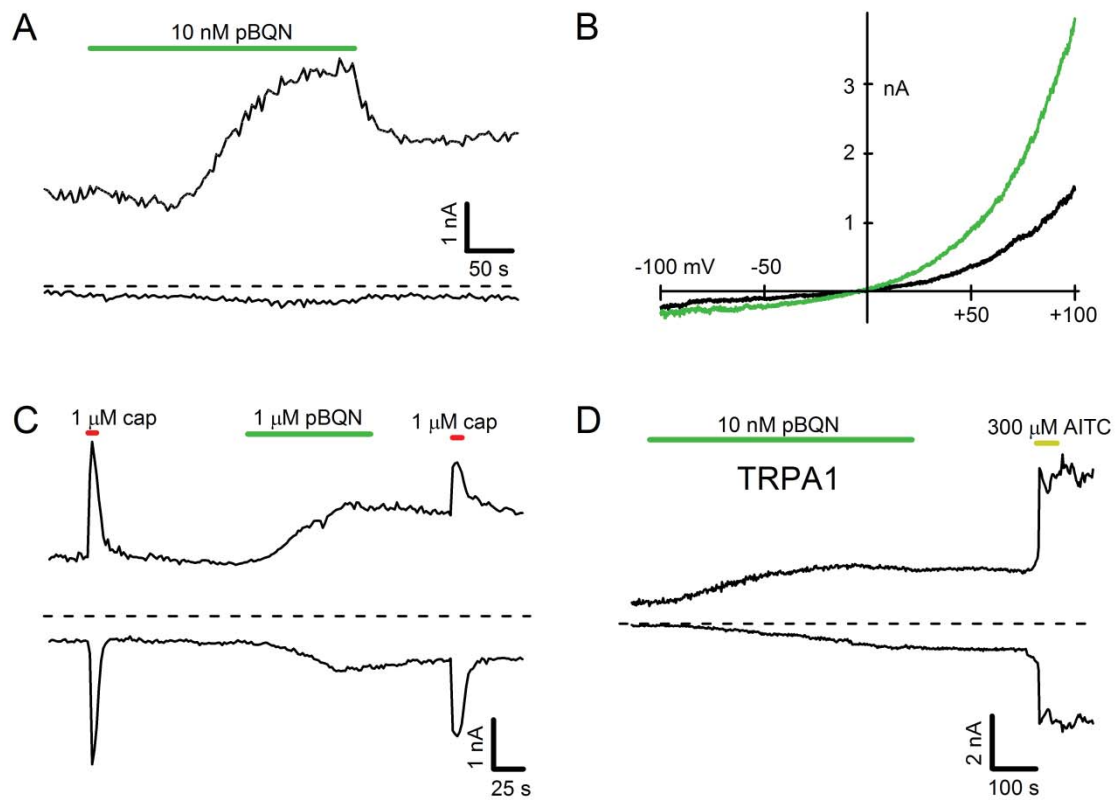 A
10 nM pBQN
1 nA
50 s
B
3
nA
2
1
-100 mV
-50
+50
+100
C
1 μM cap
1 μM pBQN
1 μM cap
1 nA
25 s
D
10 nM pBQN
300 μM AITC
TRPA1
2 nA
100 s